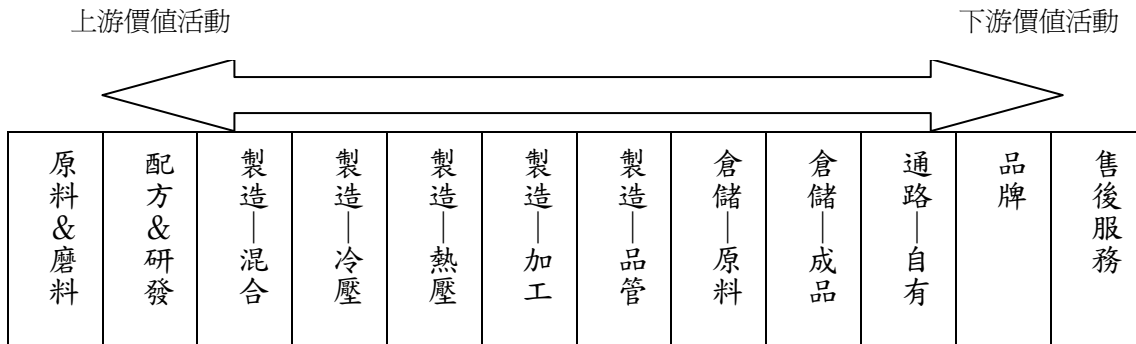 上游價值活動
下游價值活動
原料&磨料
配方&研發
製造—混合
製造—冷壓
製造—熱壓
製造—加工
製造—品管
倉儲—原料
倉儲—成品
通路—自有
品牌
售後服務